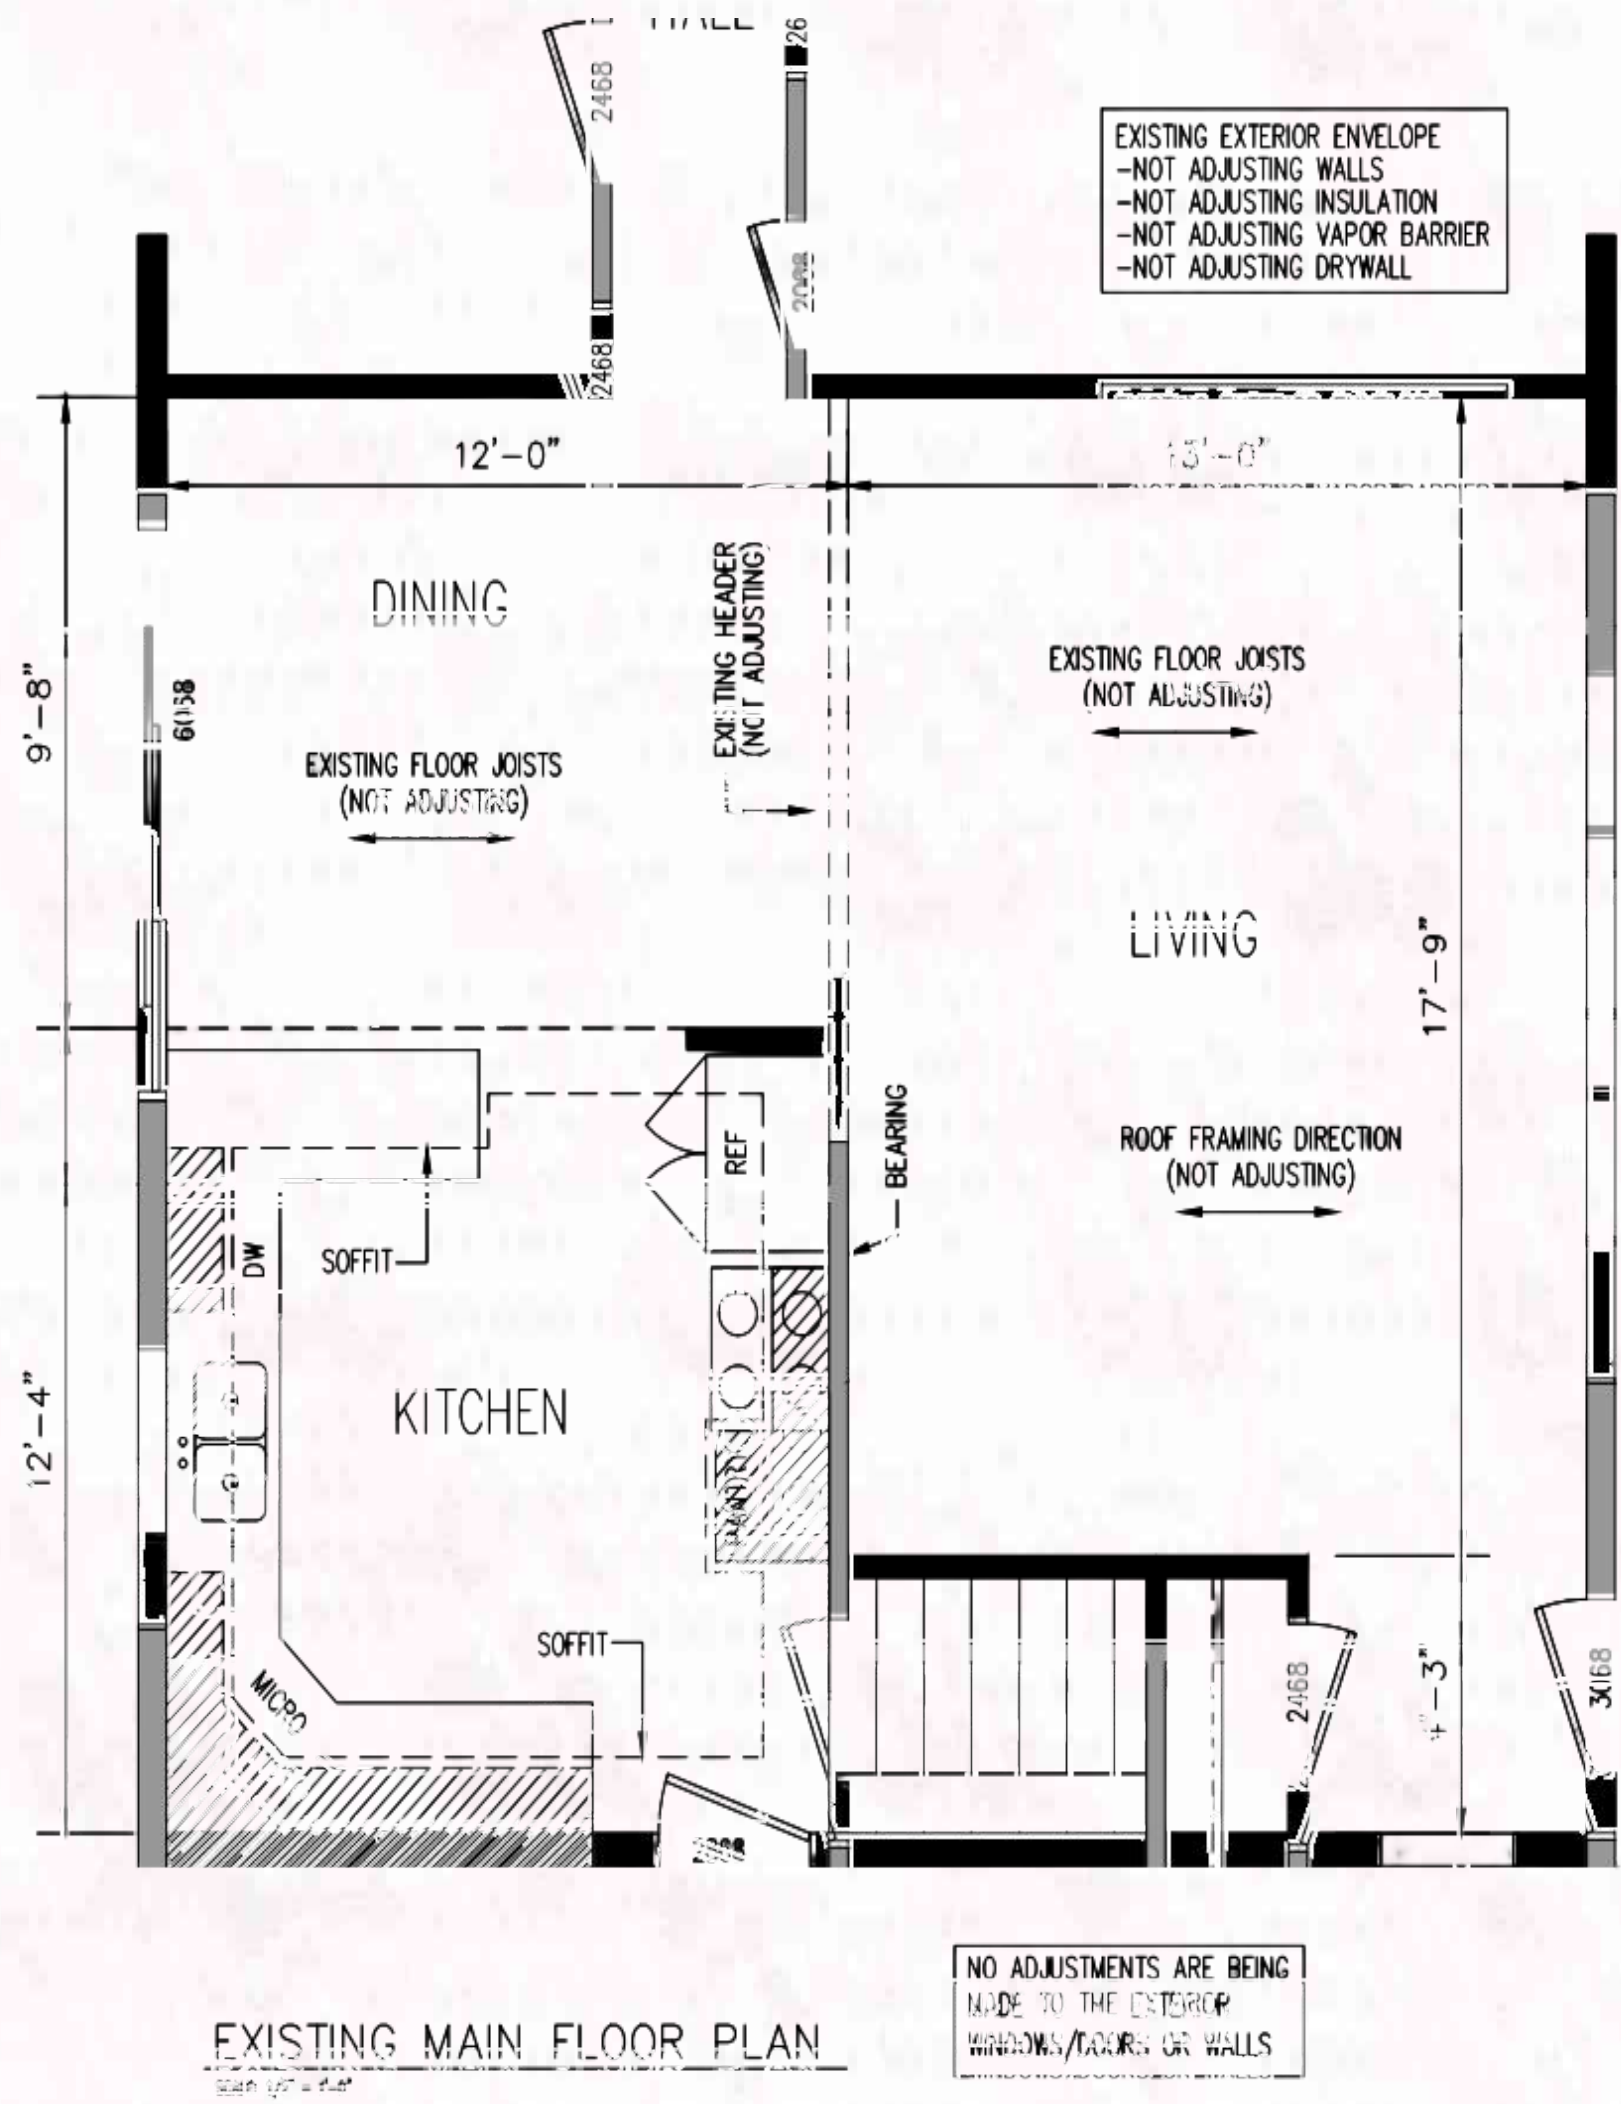 2468
26
EXISTING EXTERIOR ENVELOPE
-NOT ADJUSTING WALLS
-NOT ADJUSTING INSULATION
-NOT ADJUSTING VAPOR BARRIER
-NOT ADJUSTING DRYWALL
2468
12'-0"
DINING
EXISTING HEADER
(NOT ADJUSTING)
EXISTING FLOOR JOISTS
(NOT ADJUSTING)
9'-8"
6068
EXISTING FLOOR JOISTS
(NOT ADJUSTING)
LIVING
17'-9"
BEARING
REF
ROOF FRAMING DIRECTION
(NOT ADJUSTING)
DW
SOFFIT
KITCHEN
12'-4"
SOFFIT
MICRO
2468
3068
EXISTING MAIN FLOOR PLAN
NO ADJUSTMENTS ARE BEING
MADE TO THE EXTERIOR
WINDOWS/DOORS OR WALLS